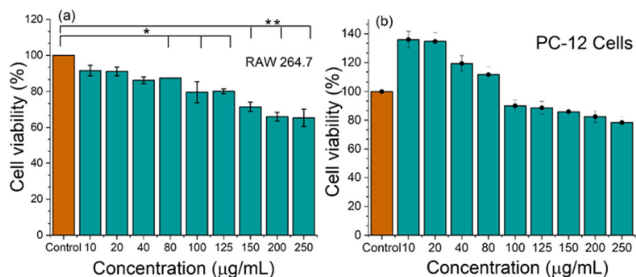 (a)
**
*
RAW 264.7
Cell viability (%)
120
100
80
60
40
20
0
Control 10 20 40 80 100 125 150 200 250
Concentration (μg/mL)
(b)
PC-12 Cells
Cell viability (%)
140
120
100
80
60
40
20
0
Control 10 20 40 80 100 125 150 200 250
Concentration (μg/mL)